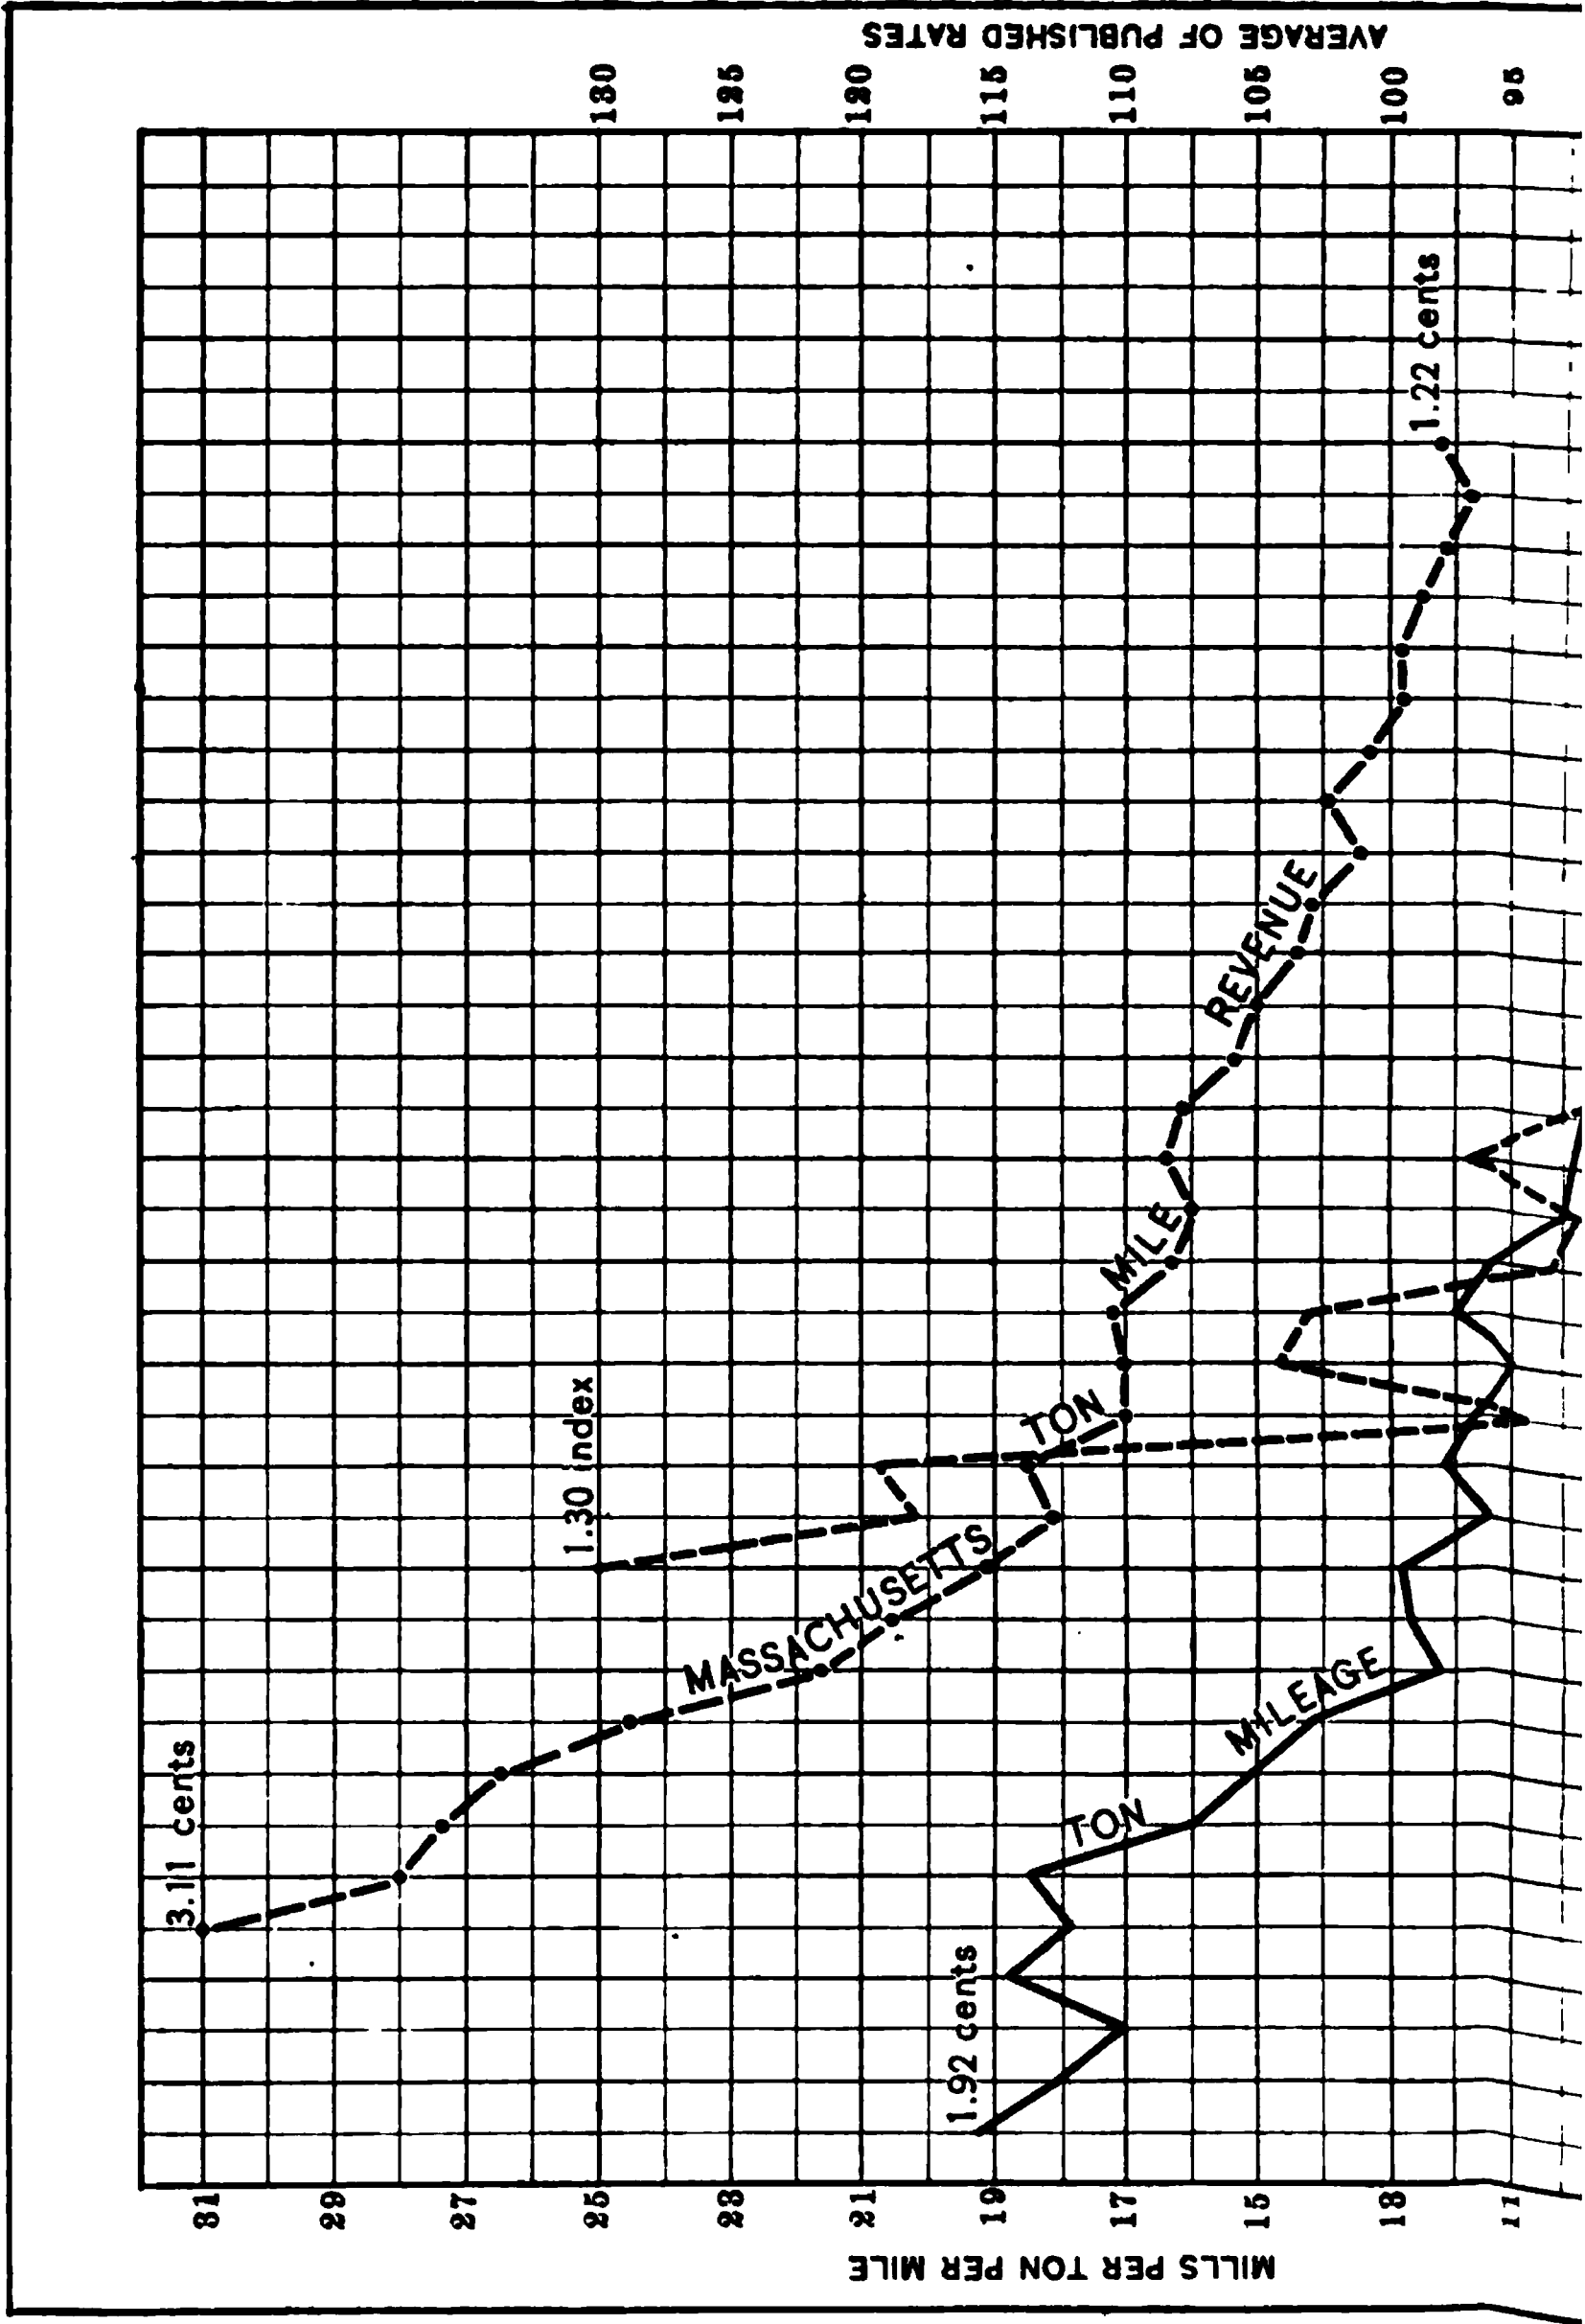 MILLS PER TON PER MILE
31
29
27
25
23
21
19
17
15
13
11
3.11 cents
1.30 index
1.92 cents
MASSACHUSETTS TON MILE REVENUE
TON MILEAGE
1.22 cents
130
125
120
115
110
105
100
95
AVERAGE OF PUBLISHED RATES